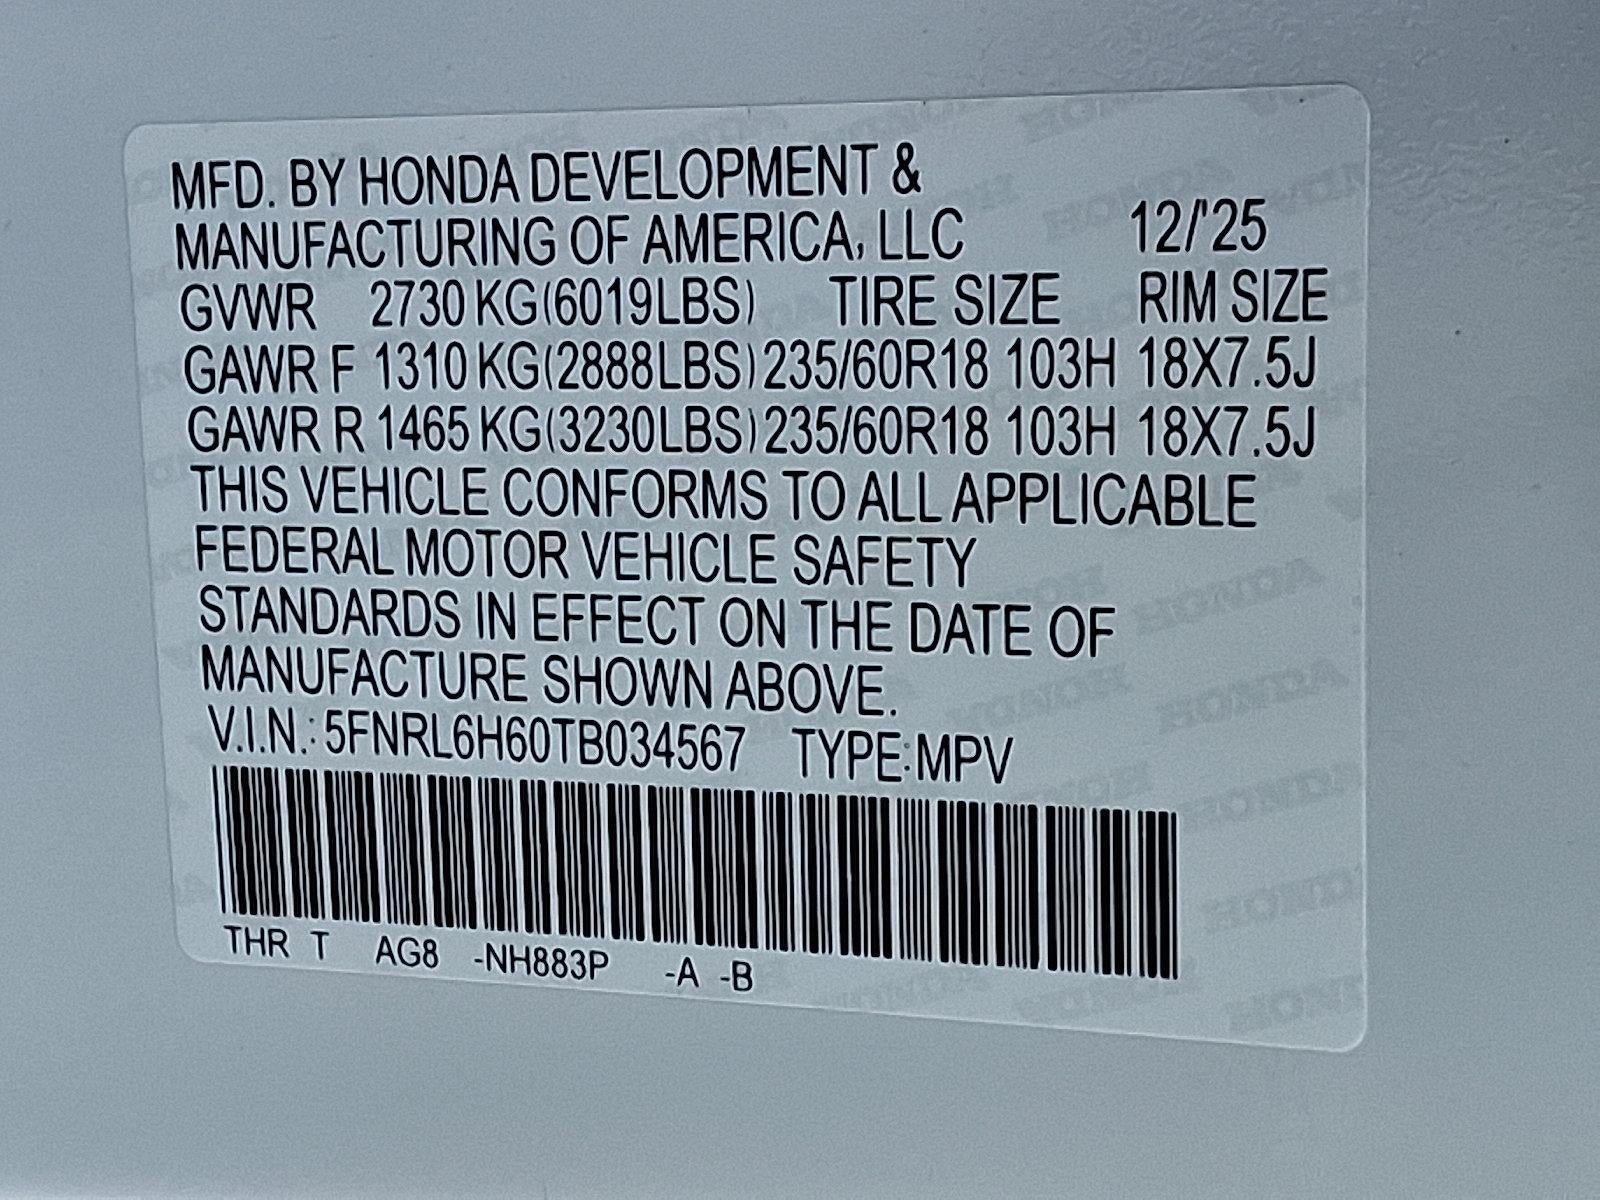 MFD. BY HONDA DEVELOPMENT &
MANUFACTURING OF AMERICA, LLC 12/'25
GVWR 2730 KG(6019LBS) TIRE SIZE RIM SIZE
GAWR F 1310 KG(2888LBS) 235/60R18 103H 18X7.5J
GAWR R 1465 KG(3230LBS) 235/60R18 103H 18X7.5J
THIS VEHICLE CONFORMS TO ALL APPLICABLE
FEDERAL MOTOR VEHICLE SAFETY
STANDARDS IN EFFECT ON THE DATE OF
MANUFACTURE SHOWN ABOVE.
V.I.N.: 5FNRL6H60TB034567 TYPE:MPV
THR T AG8 -NH883P -A -B